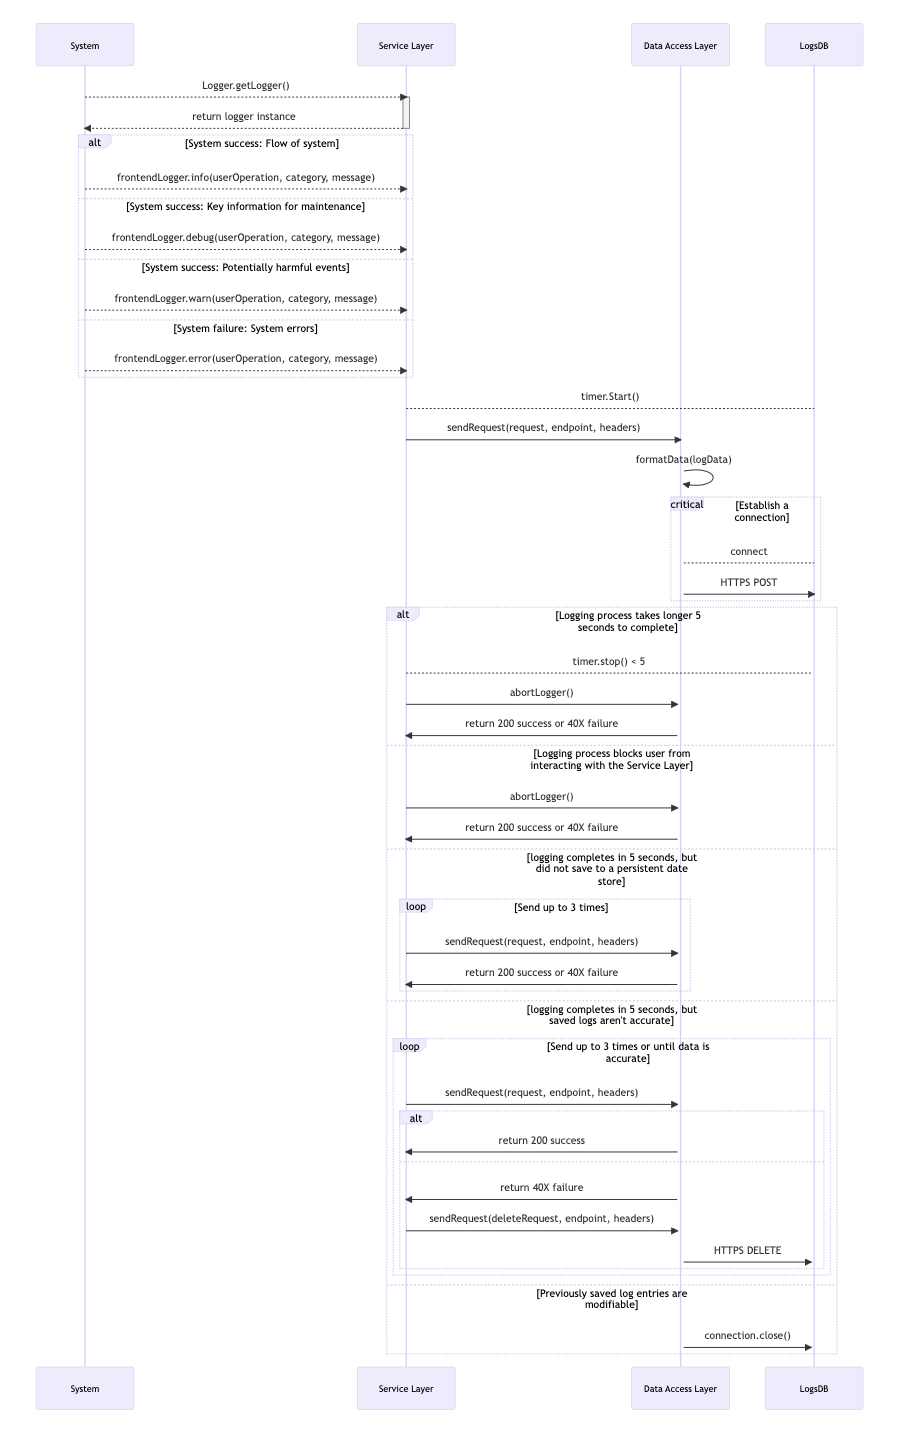 System
Service Layer
Data Access Layer
LogsDB
Logger.getLogger()
return logger instance
alt
[System success: Flow of system]
frontendLogger.info(userOperation, category, message)
[System success: Key information for maintenance]
frontendLogger.debug(userOperation, category, message)
[System success: Potentially harmful events]
frontendLogger.warn(userOperation, category, message)
[System failure: System errors]
frontendLogger.error(userOperation, category, message)
timer.Start()
sendRequest(request, endpoint, headers)
formatData(logData)
critical
[Establish a
connection]
connect
HTTPS POST
alt
[Logging process takes longer 5
seconds to complete]
timer.stop() < 5
abortLogger()
return 200 success or 40X failure
[Logging process blocks user from
interacting with the Service Layer]
abortLogger()
return 200 success or 40X failure
[logging completes in 5 seconds, but
did not save to a persistent date
store]
loop
[Send up to 3 times]
sendRequest(request, endpoint, headers)
return 200 success or 40X failure
[logging completes in 5 seconds, but
saved logs aren't accurate]
loop
[Send up to 3 times or until data is
accurate]
sendRequest(request, endpoint, headers)
alt
return 200 success
return 40X failure
sendRequest(deleteRequest, endpoint, headers)
HTTPS DELETE
[Previously saved log entries are
modifiable]
connection.close()
System
Service Layer
Data Access Layer
LogsDB